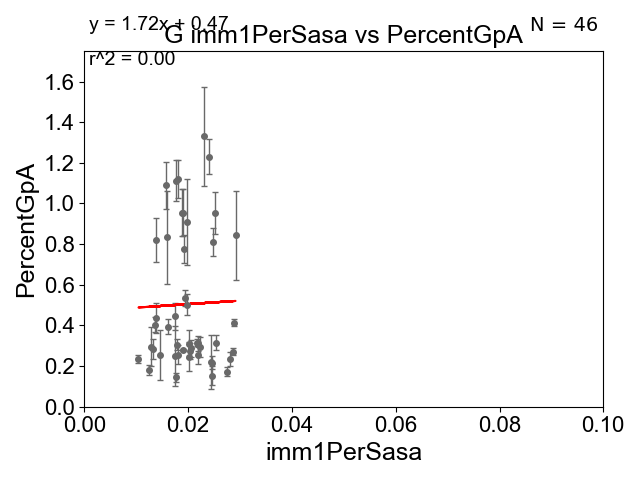 y = 1.72x + 0.47
N = 46
G imm1PerSasa vs PercentGpA
r^2 = 0.00
1.6
1.4
1.2
1.0
0.8
0.6
0.4
0.2
0.0
PercentGpA
0.00 0.02 0.04 0.06 0.08 0.10
imm1PerSasa